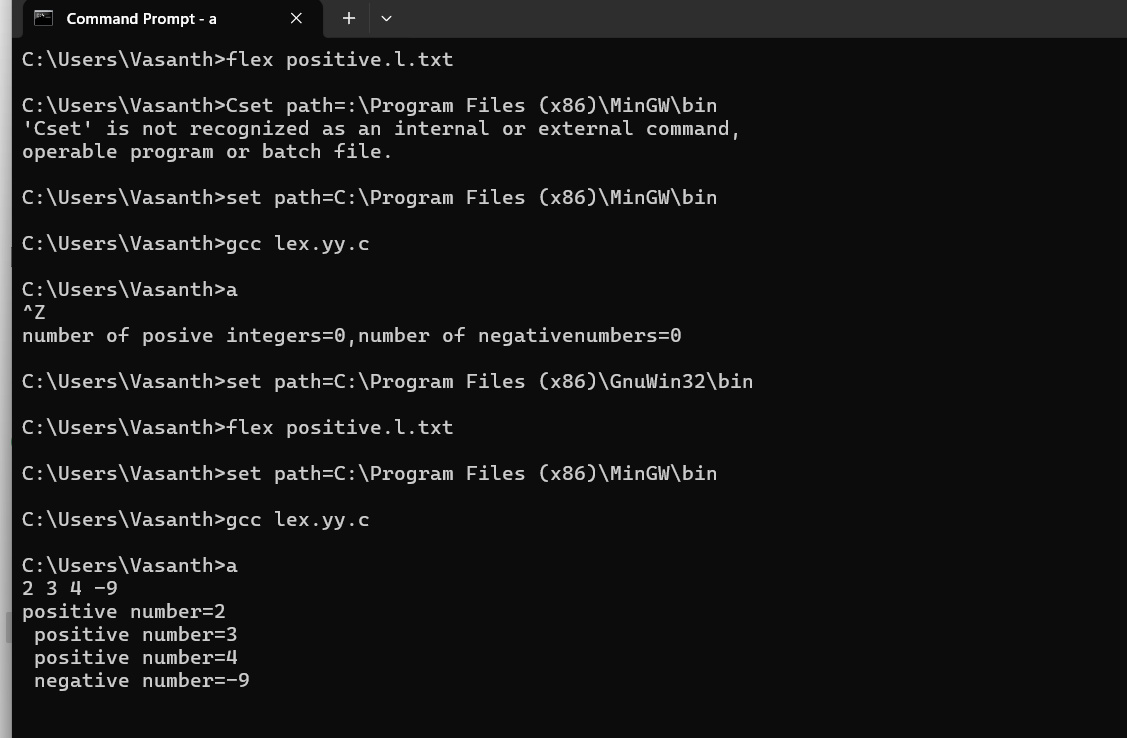 Command Prompt - a
C:\Users\Vasanth>flex positive.l.txt
C:\Users\Vasanth>Cset path=:\Program Files (x86)\MinGW\bin
'Cset' is not recognized as an internal or external command,
operable program or batch file.
C:\Users\Vasanth>set path=C:\Program Files (x86)\MinGW\bin
C:\Users\Vasanth>gcc lex.yy.c
C:\Users\Vasanth>a
^Z
number of posive integers=0,number of negativenumbers=0
C:\Users\Vasanth>set path=C:\Program Files (x86)\GnuWin32\bin
C:\Users\Vasanth>flex positive.l.txt
C:\Users\Vasanth>set path=C:\Program Files (x86)\MinGW\bin
C:\Users\Vasanth>gcc lex.yy.c
C:\Users\Vasanth>a
2 3 4 -9
positive number=2
 positive number=3
 positive number=4
 negative number=-9